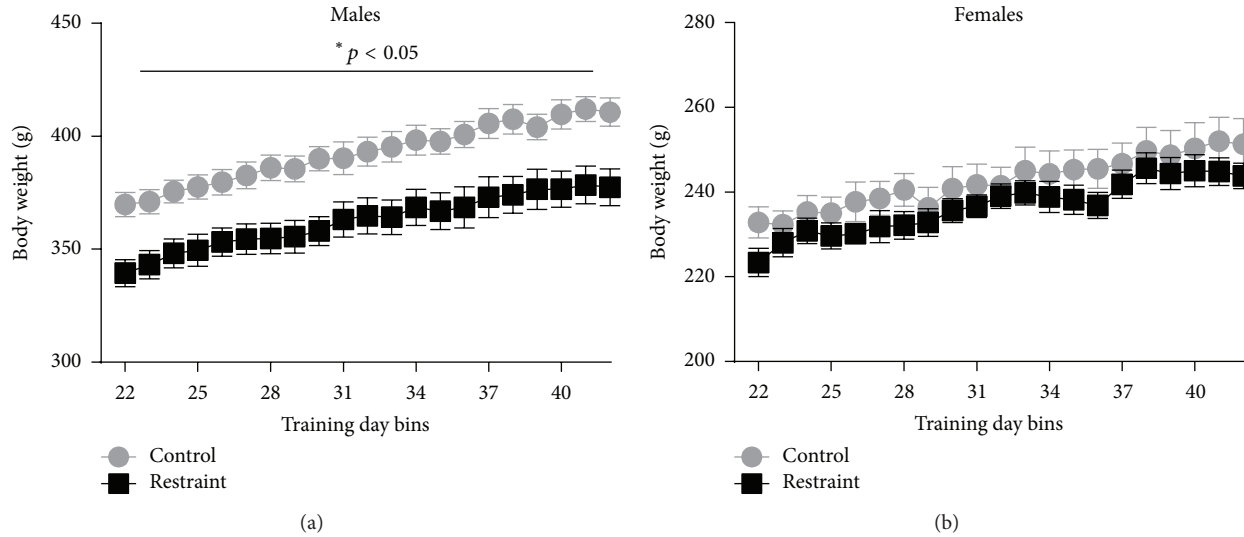 Males
* p < 0.05
450
400
350
300
Body weight (g)
22 25 28 31 34 37 40
Training day bins
Control
Restraint
(a)
Females
280
260
240
220
200
Body weight (g)
22 25 28 31 34 37 40
Training day bins
Control
Restraint
(b)